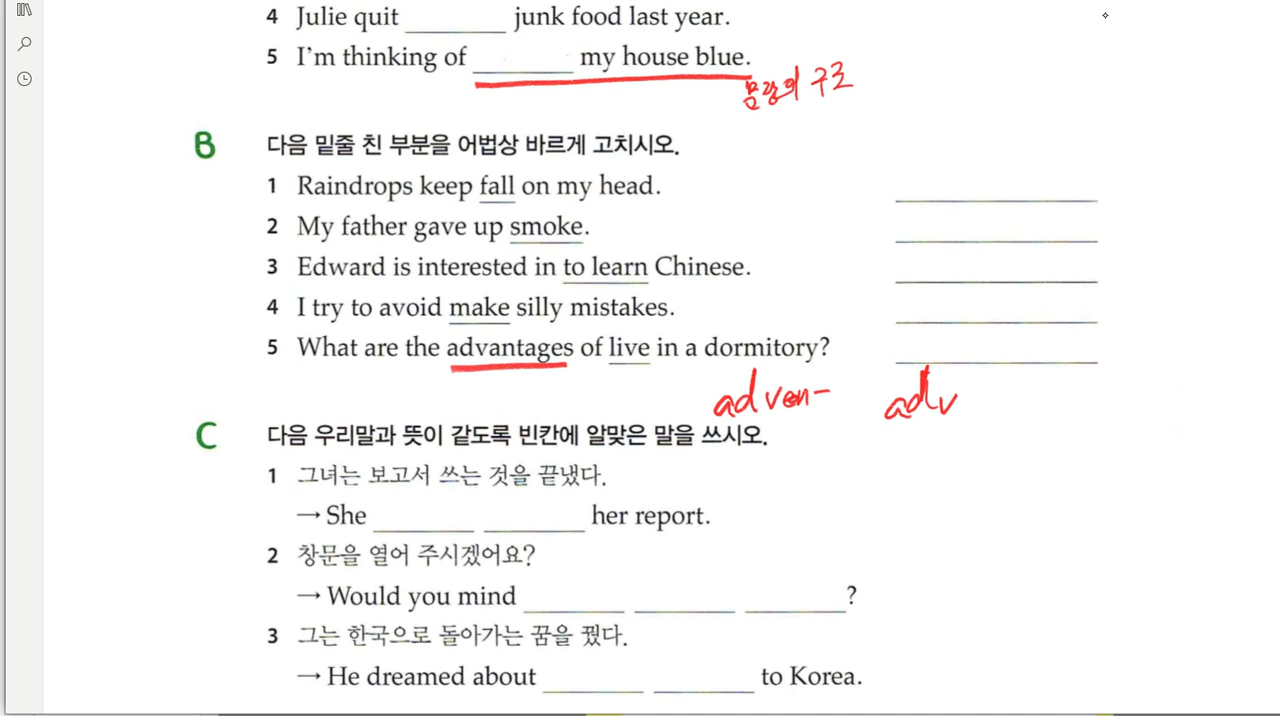 4 Julie quit ________ junk food last year.
5 I'm thinking of ________ my house blue.
구로
B 다음 밑줄 친 부분을 어법상 바르게 고치시오.
1 Raindrops keep fall on my head. ________
2 My father gave up smoke. ________
3 Edward is interested in to learn Chinese. ________
4 I try to avoid make silly mistakes. ________
5 What are the advantages of live in a dormitory? ________
adven- adv
C 다음 우리말과 뜻이 같도록 빈칸에 알맞은 말을 쓰시오.
1 그녀는 보고서 쓰는 것을 끝냈다.
→ She ________ ________ her report.
2 창문을 열어 주시겠어요?
→ Would you mind ________ ________ ________?
3 그는 한국으로 돌아가는 꿈을 꿨다.
→ He dreamed about ________ ________ to Korea.